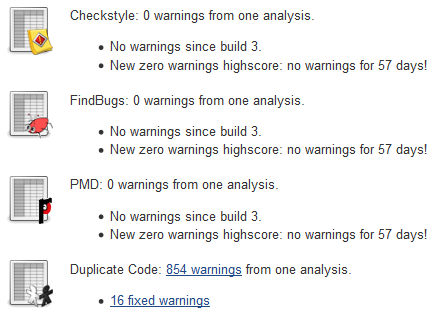 Checkstyle: 0 warnings from one analysis.
No warnings since build 3.
New zero warnings highscore: no warnings for 57 days!
FindBugs: 0 warnings from one analysis.
No warnings since build 3.
New zero warnings highscore: no warnings for 57 days!
PMD: 0 warnings from one analysis.
No warnings since build 3.
New zero warnings highscore: no warnings for 57 days!
Duplicate Code: 854 warnings from one analysis.
16 fixed warnings